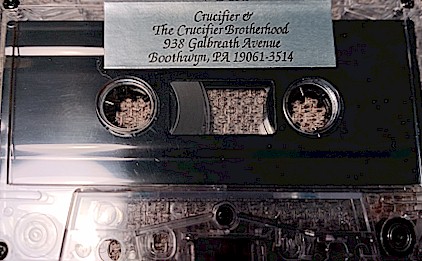 Crucifier &
The Crucifier Brotherhood
938 Galbreath Avenue
Boothwyn, PA 19061-3514